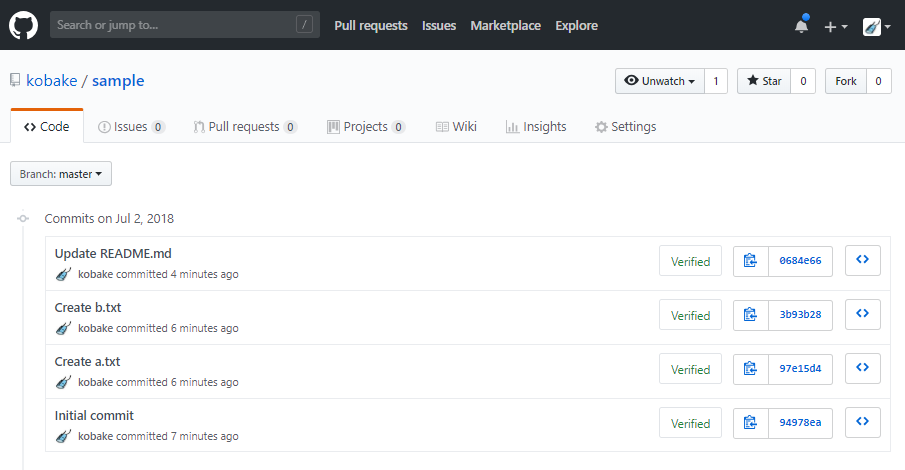 Search or jump to... / Pull requests Issues Marketplace Explore
kobake / sample Unwatch 1 Star 0 Fork 0
Code Issues 0 Pull requests 0 Projects 0 Wiki Insights Settings
Branch: master
Commits on Jul 2, 2018
Update README.md
kobake committed 4 minutes ago Verified 0684e66
Create b.txt
kobake committed 6 minutes ago Verified 3b93b28
Create a.txt
kobake committed 6 minutes ago Verified 97e15d4
Initial commit
kobake committed 7 minutes ago Verified 94978ea